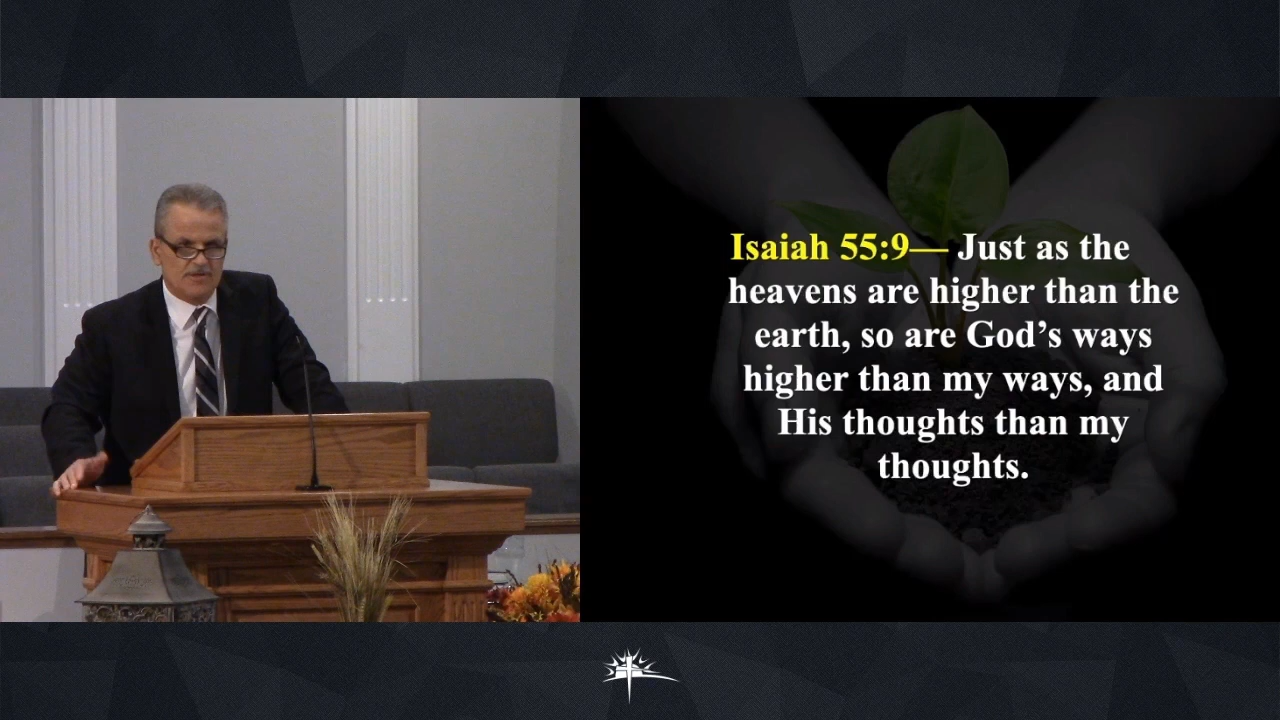 Isaiah 55:9— Just as the
heavens are higher than the
earth, so are God’s ways
higher than my ways, and
His thoughts than my
thoughts.